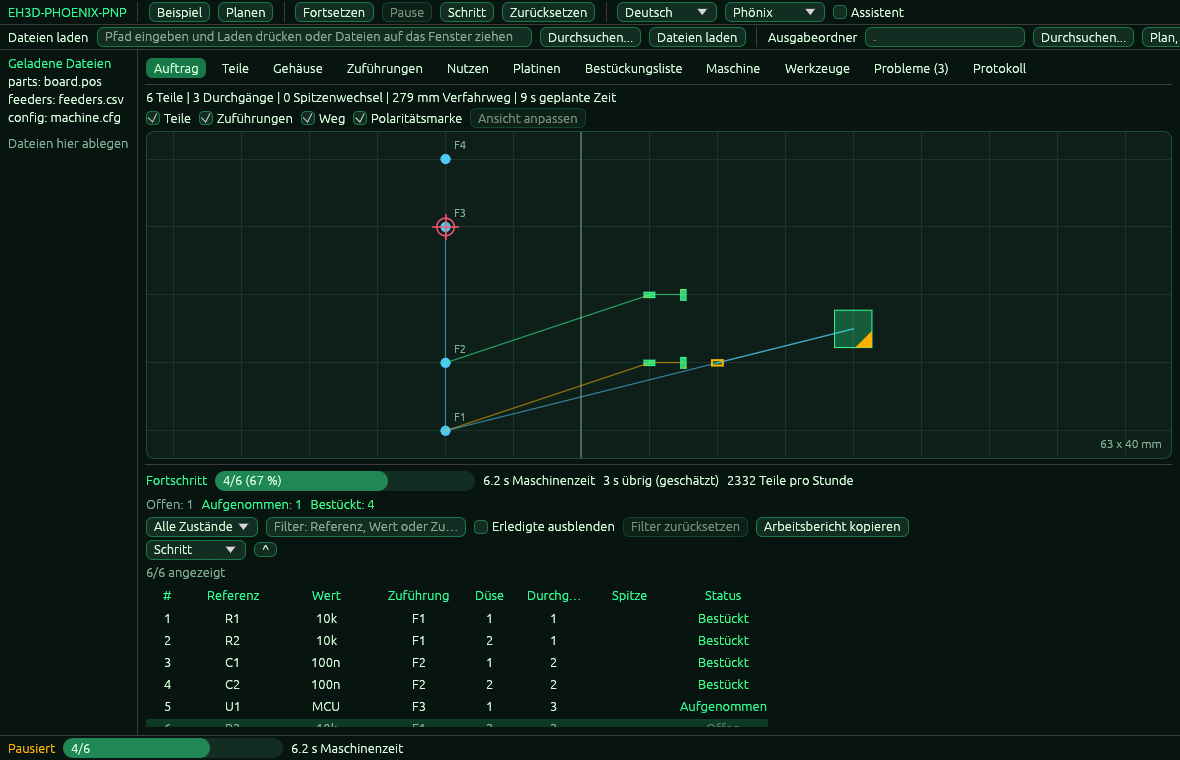 EH3D-PHOENIX-PNP Beispiel Planen Fortsetzen Pause Schritt Zurücksetzen Deutsch Phönix Assistent
Dateien laden Pfad eingeben und Laden drücken oder Dateien auf das Fenster ziehen Durchsuchen... Dateien laden Ausgabeordner . Durchsuchen... Plan,
Geladene Dateien
parts: board.pos
feeders: feeders.csv
config: machine.cfg
Dateien hier ablegen
Auftrag Teile Gehäuse Zuführungen Nutzen Platinen Bestückungsliste Maschine Werkzeuge Probleme (3) Protokoll
6 Teile | 3 Durchgänge | 0 Spitzenwechsel | 279 mm Verfahrweg | 9 s geplante Zeit
Teile Zuführungen Weg Polaritätsmarke Ansicht anpassen
F4
F3
F2
F1
63 x 40 mm
Fortschritt 4/6 (67 %) 6.2 s Maschinenzeit 3 s übrig (geschätzt) 2332 Teile pro Stunde
Offen: 1 Aufgenommen: 1 Bestückt: 4
Alle Zustände Filter: Referenz, Wert oder Zu... Erledigte ausblenden Filter zurücksetzen Arbeitsbericht kopieren
Schritt ^
6/6 angezeigt
# Referenz Wert Zuführung Düse Durchg... Spitze Status
1 R1 10k F1 1 1 Bestückt
2 R2 10k F1 2 1 Bestückt
3 C1 100n F2 1 2 Bestückt
4 C2 100n F2 2 2 Bestückt
5 U1 MCU F3 1 3 Aufgenommen
6 R3 10k F1 2 3 Offen
Pausiert 4/6 6.2 s Maschinenzeit